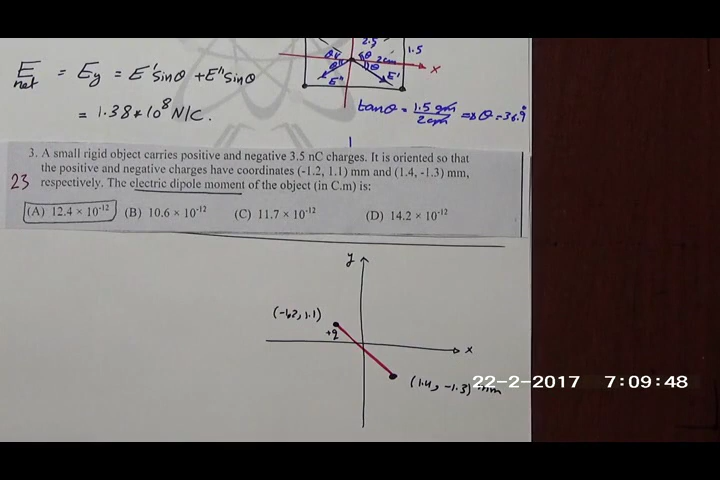 2.5
1.5
θ θ 2cm
θ" θ
x
E" E'
E net = Ey = E' sinθ + E" sinθ
= 1.38 * 10^8 N/C.
tanθ = 1.5 cm / 2 cm => θ = 36.9°
3. A small rigid object carries positive and negative 3.5 nC charges. It is oriented so that
the positive and negative charges have coordinates (-1.2, 1.1) mm and (1.4, -1.3) mm,
23 respectively. The electric dipole moment of the object (in C.m) is:
(A) 12.4 × 10^-12 (B) 10.6 × 10^-12 (C) 11.7 × 10^-12 (D) 14.2 × 10^-12
y
(-1.2, 1.1)
+q
x
(1.4, -1.3) mm
22-2-2017 7:09:48